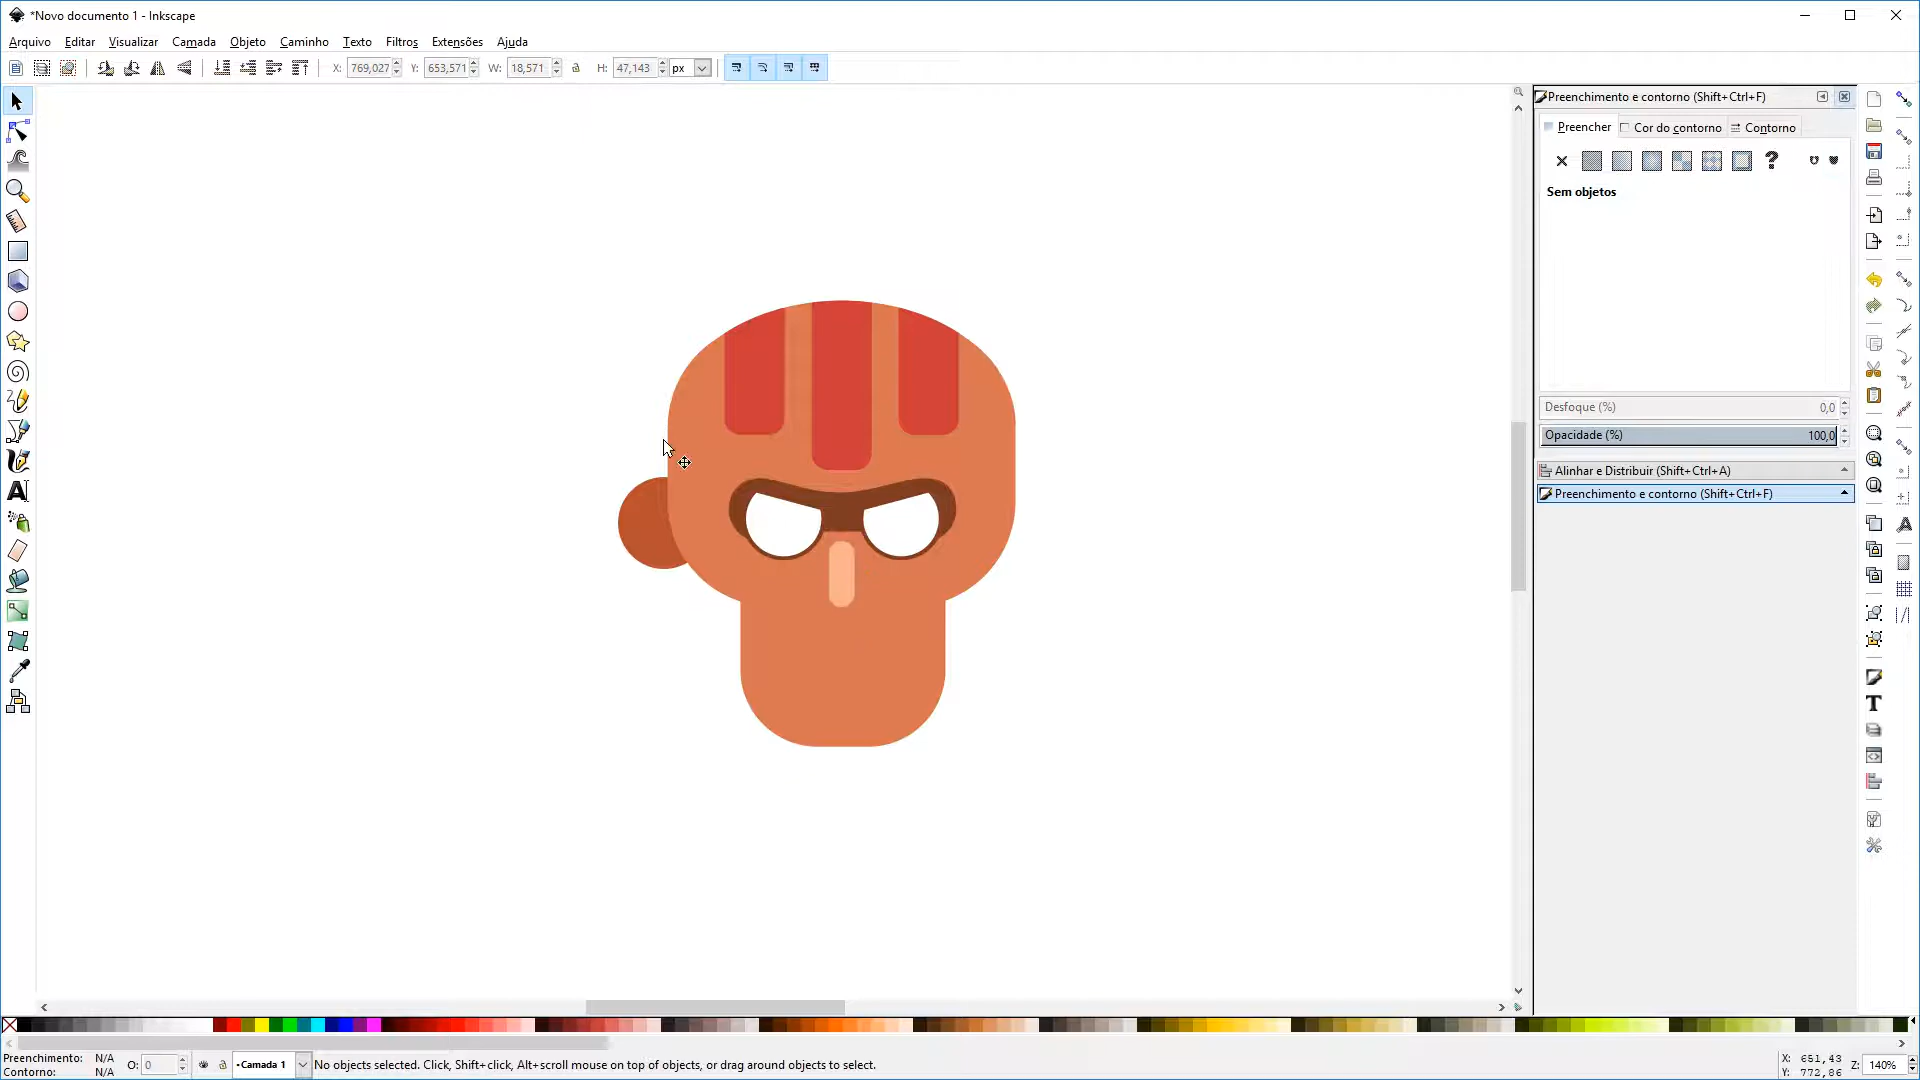 *Novo documento 1 - Inkscape
Arquivo Editar Visualizar Camada Objeto Caminho Texto Filtros Extensões Ajuda
X: 769,027 Y: 653,571 W: 18,571 H: 47,143 px
Preenchimento e contorno (Shift+Ctrl+F)
Preencher Cor do contorno Contorno
Sem objetos
Desfoque (%) 0,0
Opacidade (%) 100,0
Alinhar e Distribuir (Shift+Ctrl+A)
Preenchimento e contorno (Shift+Ctrl+F)
Preenchimento: N/A
Contorno: N/A
O: 0
•Camada 1
No objects selected. Click, Shift+click, Alt+scroll mouse on top of objects, or drag around objects to select.
X: 651,43
Y: 772,86
Z: 140%